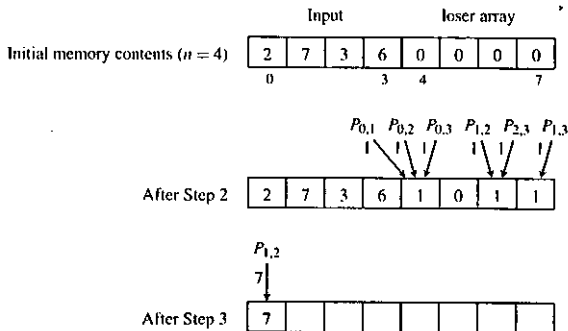 Input loser array
Initial memory contents (n = 4) 2 7 3 6 0 0 0 0
0 3 4 7
P0,1 P0,2 P0,3 P1,2 P2,3 P1,3
1 1 1 1 1 1
After Step 2 2 7 3 6 1 0 1 1
P1,2
7
After Step 3 7